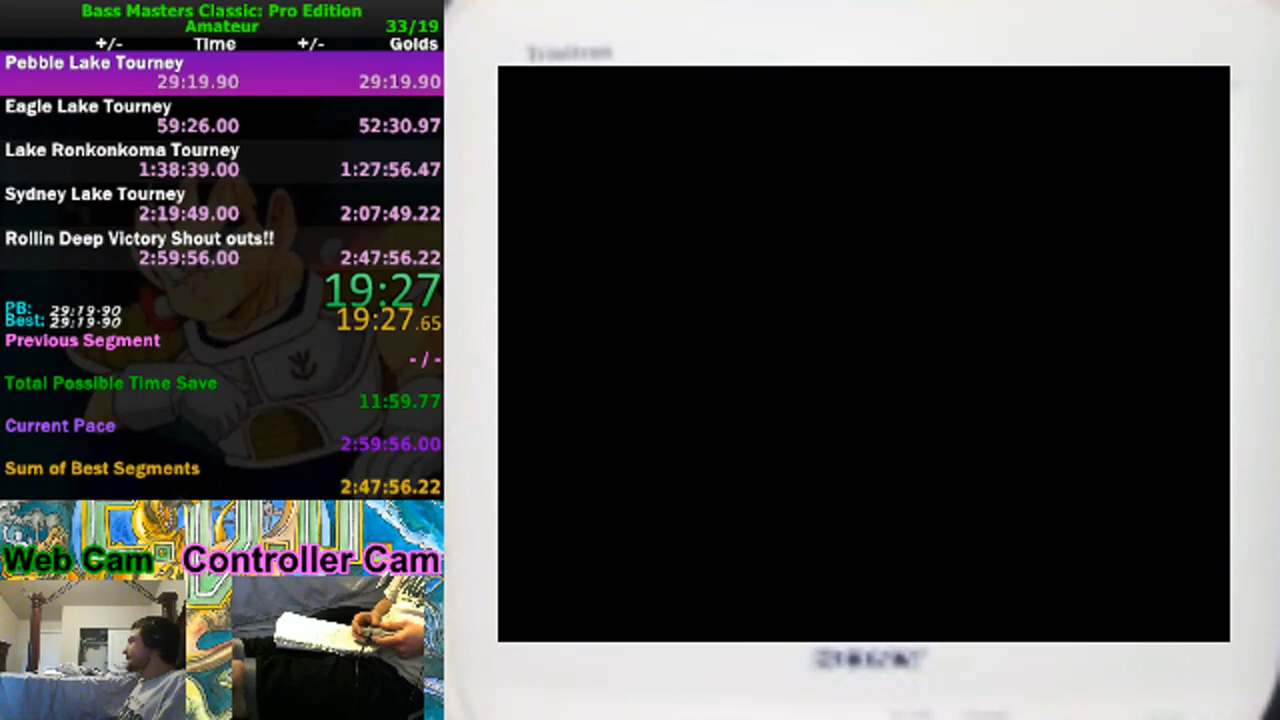 Bass Masters Classic: Pro Edition
Amateur 33/19
+/- Time +/- Golds
Pebble Lake Tourney
29:19.90 29:19.90
Eagle Lake Tourney
59:26.00 52:30.97
Lake Ronkonkoma Tourney
1:38:39.00 1:27:56.47
Sydney Lake Tourney
2:19:49.00 2:07:49.22
Rollin Deep Victory Shout outs!!
2:59:56.00 2:47:56.22
19:27
PB: 29:19.90
Best: 29:19.90
19:27.65
Previous Segment
- / -
Total Possible Time Save
11:59.77
Current Pace
2:59:56.00
Sum of Best Segments
2:47:56.22
Web Cam Controller Cam